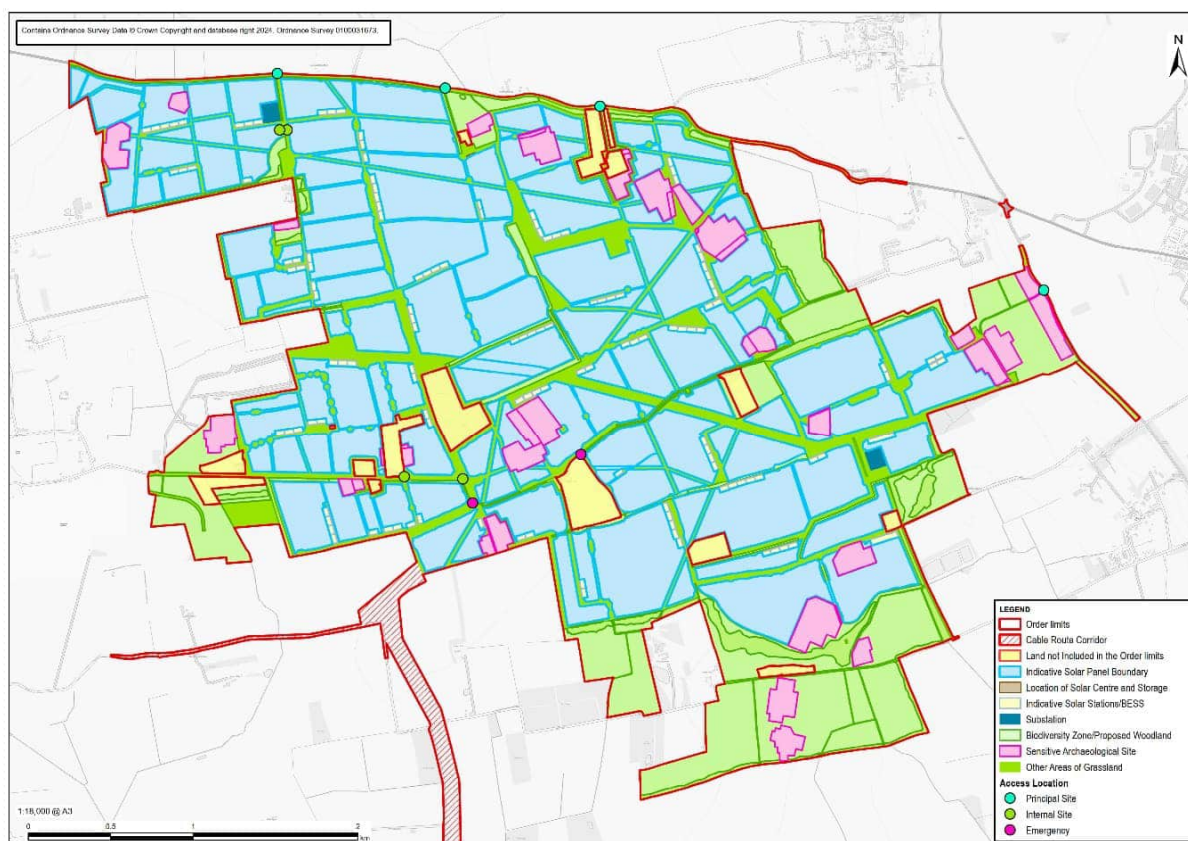 Contains Ordnance Survey Data © Crown Copyright and database right 2024. Ordnance Survey 0100031673.
N
LEGEND
Order limits
Cable Route Corridor
Land not Included in the Order limits
Indicative Solar Panel Boundary
Location of Solar Centre and Storage
Indicative Solar Stations/BESS
Substation
Biodiversity Zone/Proposed Woodland
Sensitive Archaeological Site
Other Areas of Grassland
Access Location
Principal Site
Internal Site
Emergency
1:18,000 @ A3
0 0.5 1 2
km